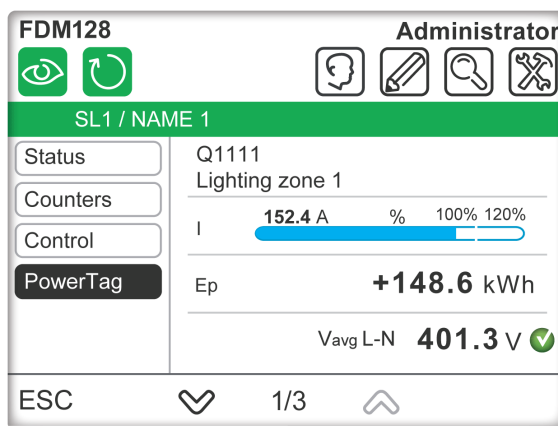 FDM128 Administrator
SL1 / NAME 1
Status
Counters
Control
PowerTag
Q1111
Lighting zone 1
I 152.4 A % 100% 120%
Ep +148.6 kWh
Vavg L-N 401.3 V
ESC 1/3